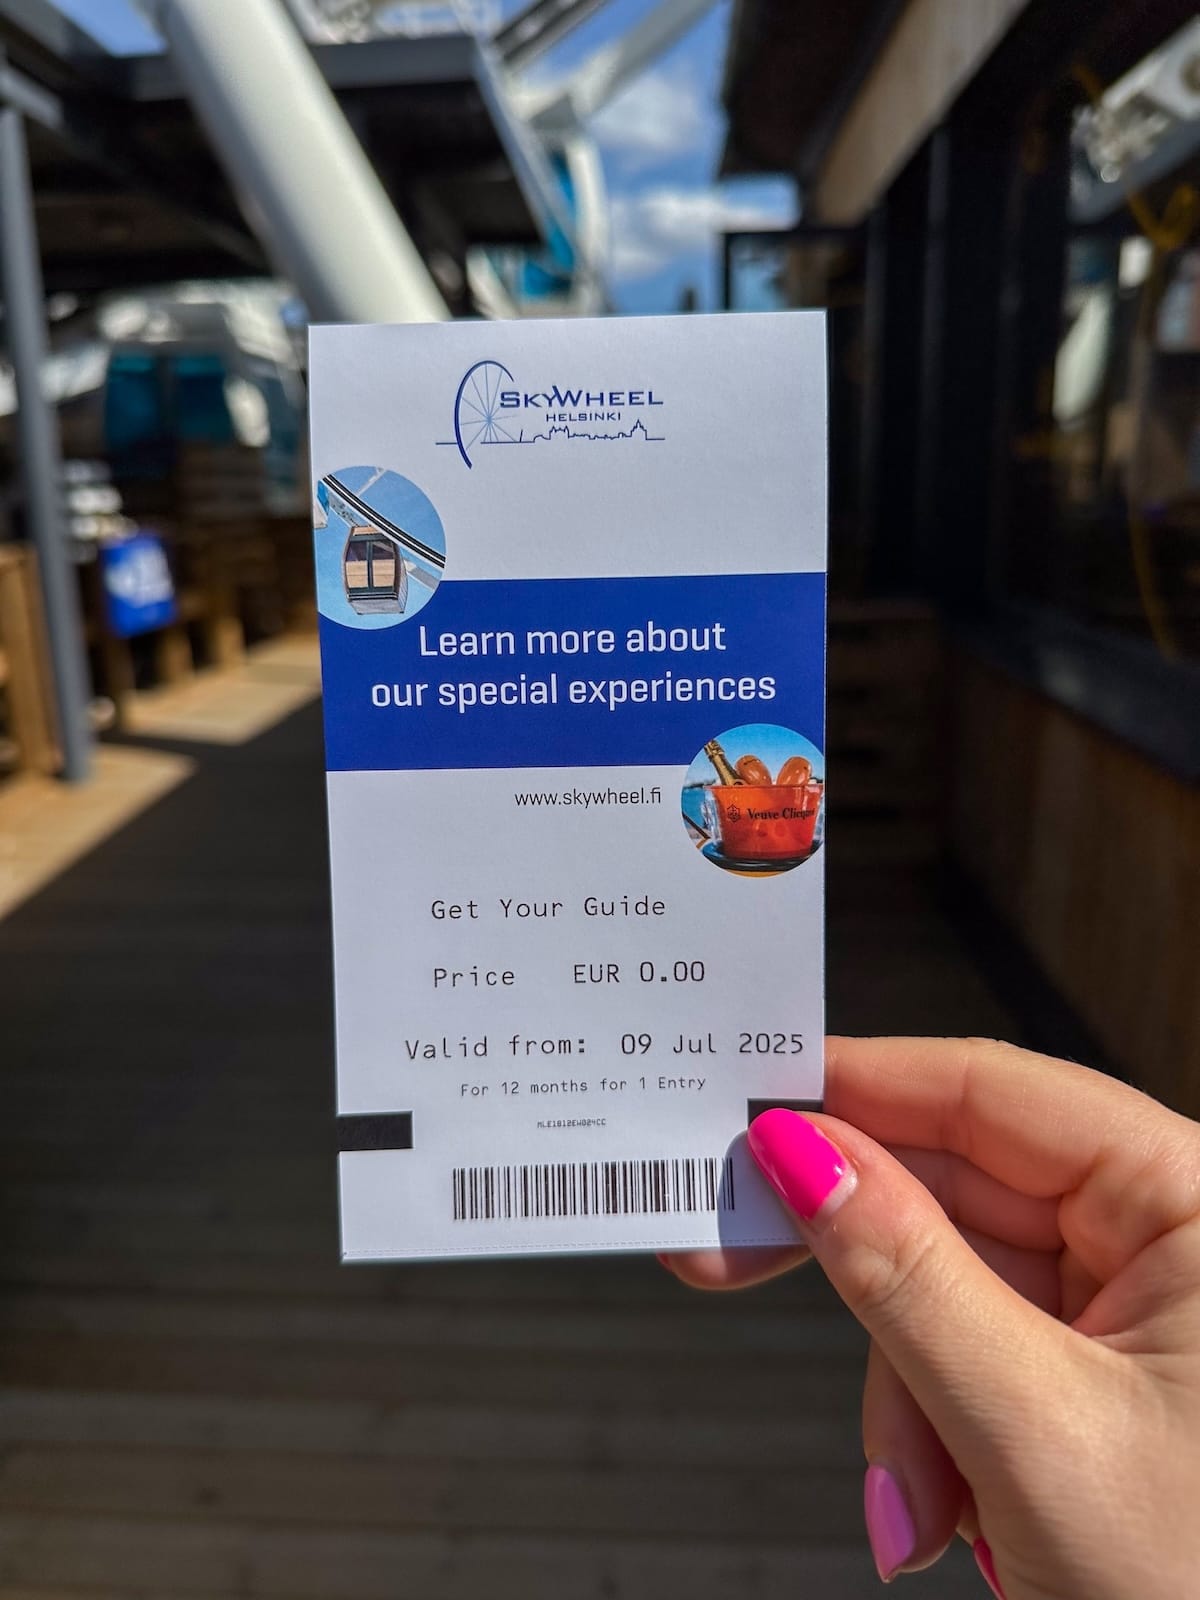 SKYWHEEL
HELSINKI
Learn more about
our special experiences
www.skywheel.fi
Veuve Clicquot
Get Your Guide
Price EUR 0.00
Valid from: 09 Jul 2025
For 12 months for 1 Entry
MLE1812EW024CC